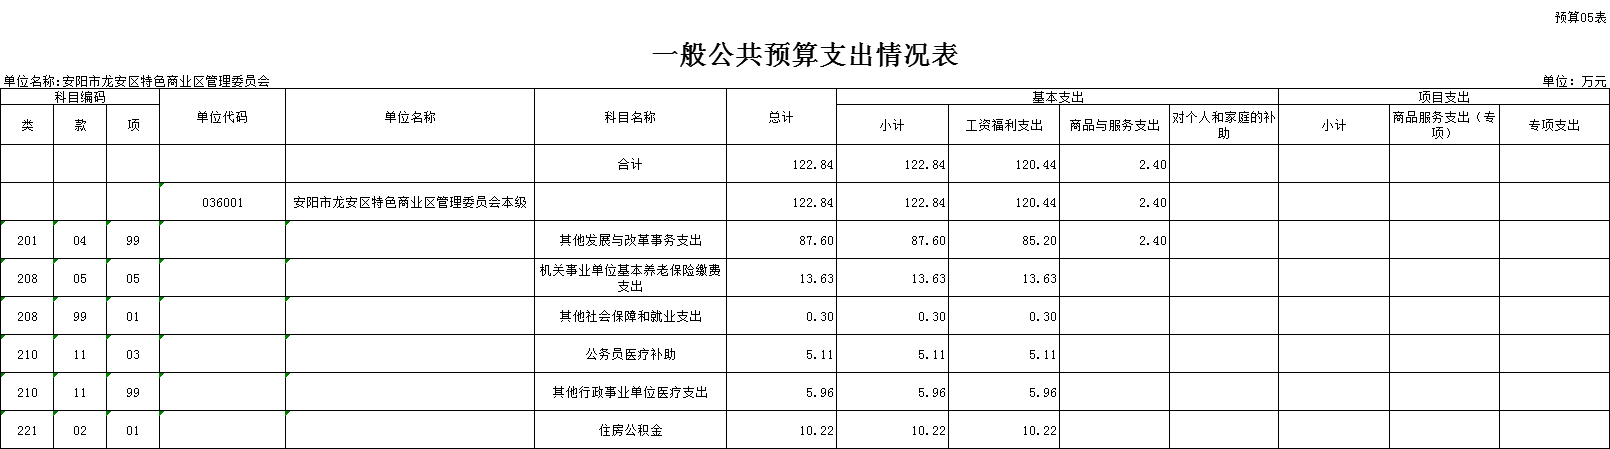 预算05表
一般公共预算支出情况表
单位名称:安阳市龙安区特色商业区管理委员会 单位：万元
科目编码 单位代码 单位名称 科目名称 总计 基本支出 项目支出
类 款 项 小计 工资福利支出 商品与服务支出 对个人和家庭的补助 小计 商品服务支出（专项） 专项支出
合计 122.84 122.84 120.44 2.40
036001 安阳市龙安区特色商业区管理委员会本级 122.84 122.84 120.44 2.40
201 04 99 其他发展与改革事务支出 87.60 87.60 85.20 2.40
208 05 05 机关事业单位基本养老保险缴费支出 13.63 13.63 13.63
208 99 01 其他社会保障和就业支出 0.30 0.30 0.30
210 11 03 公务员医疗补助 5.11 5.11 5.11
210 11 99 其他行政事业单位医疗支出 5.96 5.96 5.96
221 02 01 住房公积金 10.22 10.22 10.22